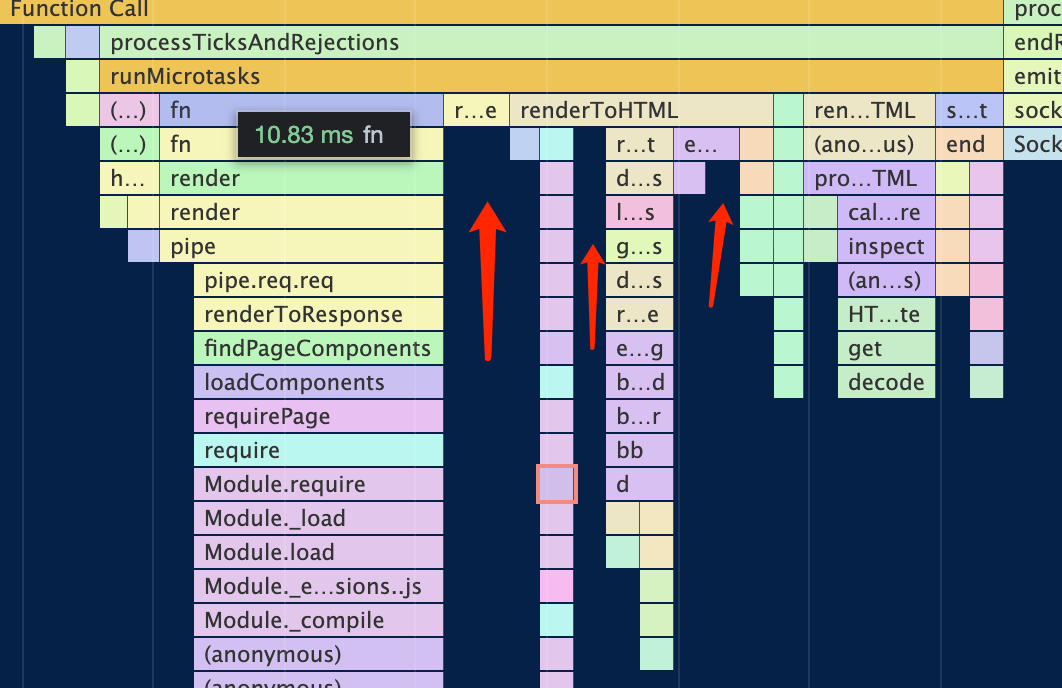 Function Call proc
processTicksAndRejections endR
runMicrotasks emit
(...) fn r...e renderToHTML ren...TML s...t sock
10.83 ms fn
(...) fn r...t e... (ano...us) end Sock
h... render d...s pro...TML
render l...s cal...re
pipe g...s inspect
pipe.req.req d...s (an...s)
renderToResponse r...e HT...te
findPageComponents e...g get
loadComponents b...d decode
requirePage b...r
require bb
Module.require d
Module._load
Module.load
Module._e...sions..js
Module._compile
(anonymous)
(anonymous)